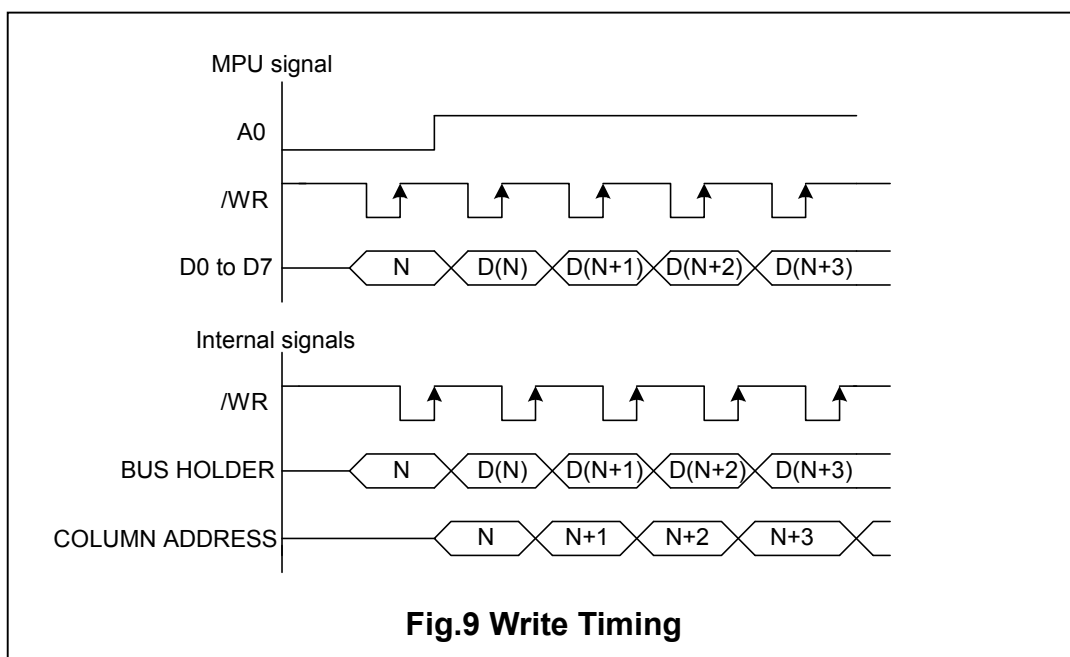 MPU signal
A0
/WR
D0 to D7
N D(N) D(N+1) D(N+2) D(N+3)
Internal signals
/WR
BUS HOLDER
N D(N) D(N+1) D(N+2) D(N+3)
COLUMN ADDRESS
N N+1 N+2 N+3
Fig.9 Write Timing